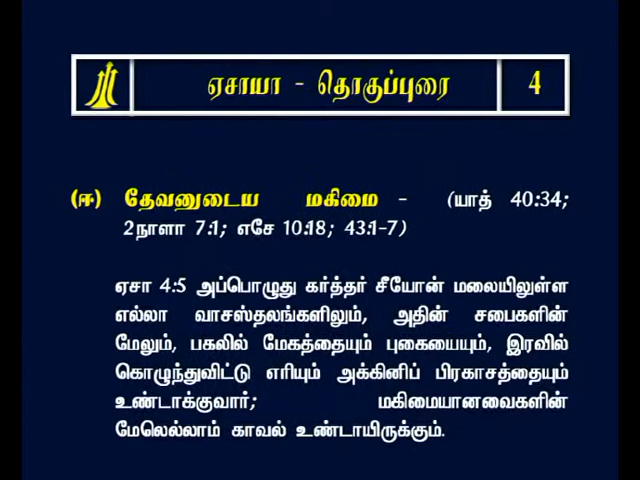 ஏசாயா - தொகுப்புரை 4
(ஈ) தேவனுடைய மகிமை - (யாத் 40:34;
2நாளா 7:1; எசே 10:18; 43:1-7)
ஏசா 4:5 அப்பொழுது கர்த்தர் சீயோன் மலையிலுள்ள
எல்லா வாசஸ்தலங்களிலும், அதின் சபைகளின்
மேலும், பகலில் மேகத்தையும் புகையையும், இரவில்
கொழுந்துவிட்டு எரியும் அக்கினிப் பிரகாசத்தையும்
உண்டாக்குவார்; மகிமையானவைகளின்
மேலெல்லாம் காவல் உண்டாயிருக்கும்.